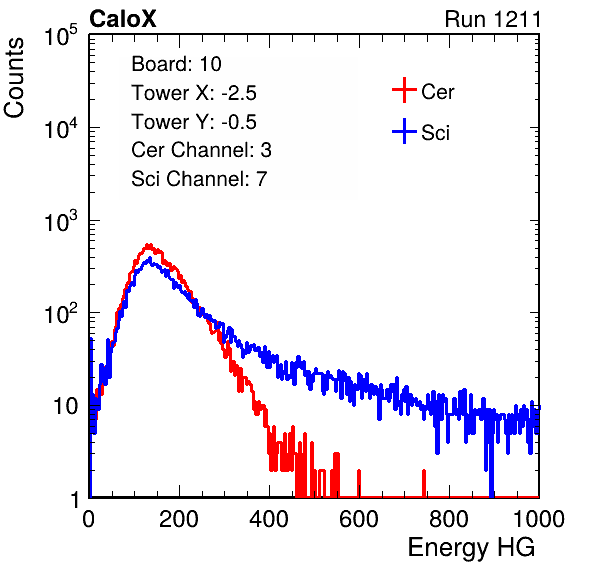 CaloX Run 1211
Counts
10^5
10^4
10^3
10^2
10
1
Board: 10
Tower X: -2.5
Tower Y: -0.5
Cer Channel: 3
Sci Channel: 7
Cer
Sci
0 200 400 600 800 1000
Energy HG